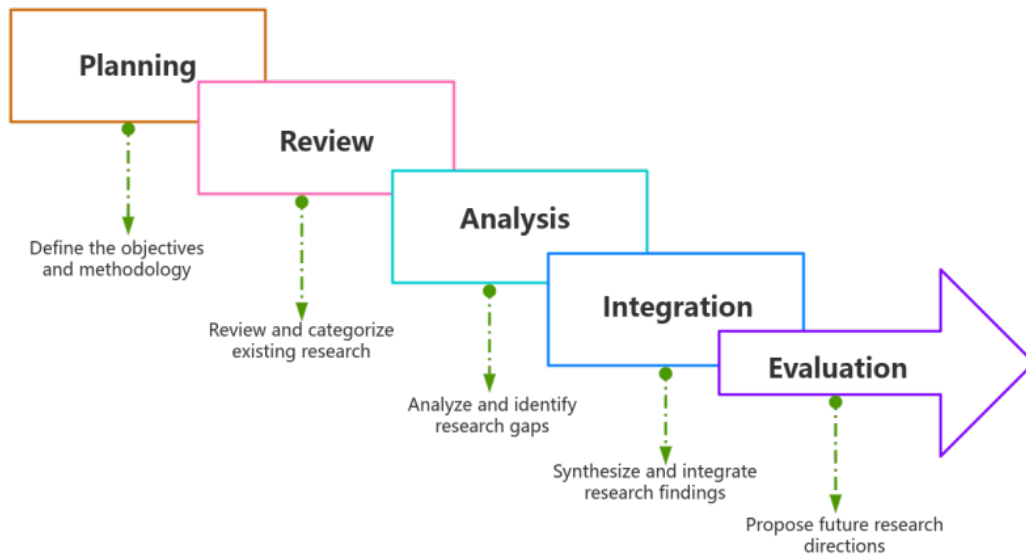 Planning
Define the objectives
and methodology
Review
Review and categorize
existing research
Analysis
Analyze and identify
research gaps
Integration
Synthesize and integrate
research findings
Evaluation
Propose future research
directions